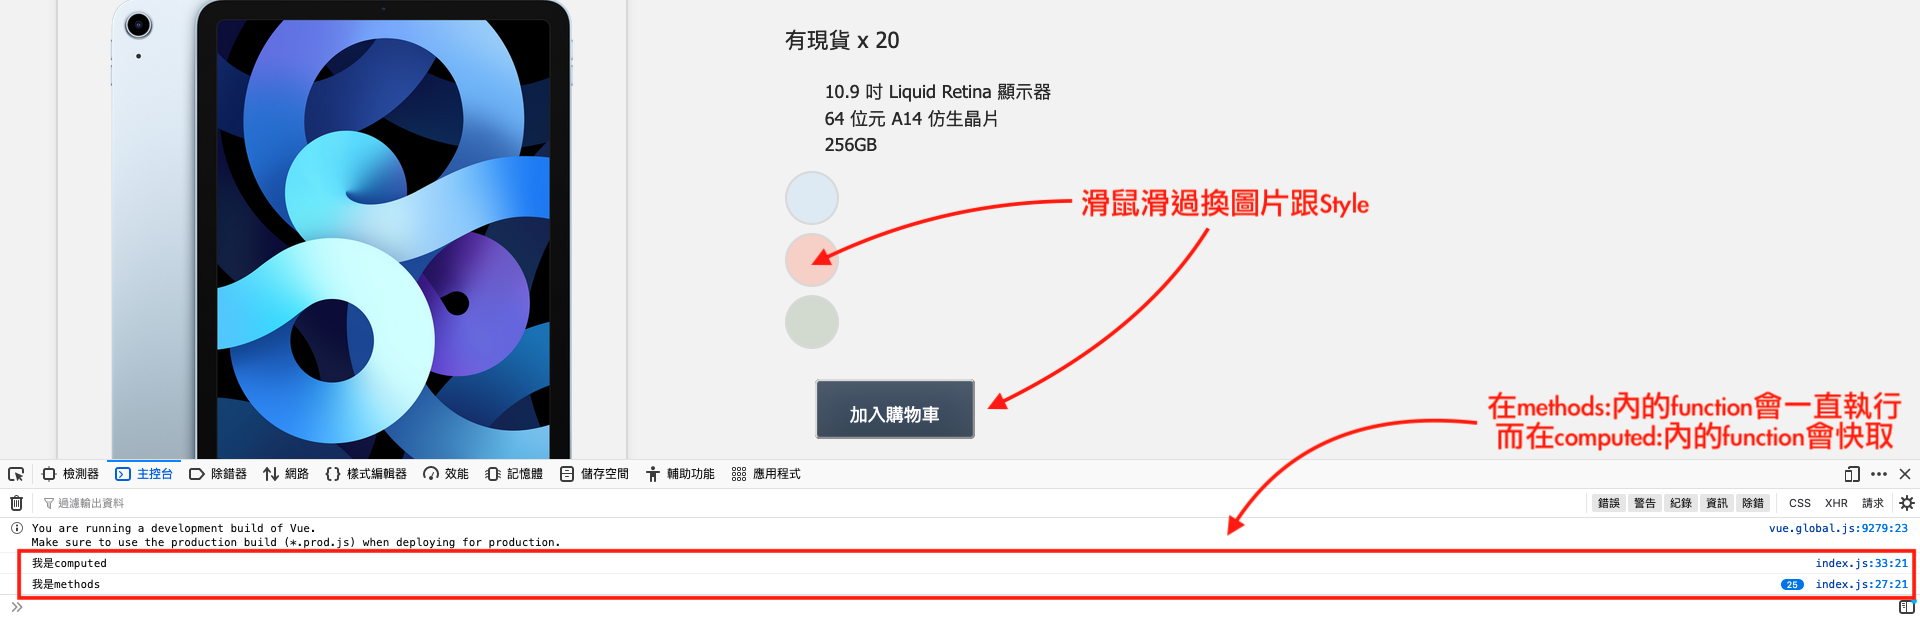 有現貨 x 20
10.9 吋 Liquid Retina 顯示器
64 位元 A14 仿生晶片
256GB
滑鼠滑過換圖片跟Style
加入購物車
在methods:內的function會一直執行
而在computed:內的function會快取
檢測器 主控台 除錯器 網路 樣式編輯器 效能 記憶體 儲存空間 輔助功能 應用程式
過濾輸出資料 錯誤 警告 紀錄 資訊 除錯 CSS XHR 請求
You are running a development build of Vue. vue.global.js:9279:23
Make sure to use the production build (*.prod.js) when deploying for production.
我是computed index.js:33:21
我是methods 25 index.js:27:21